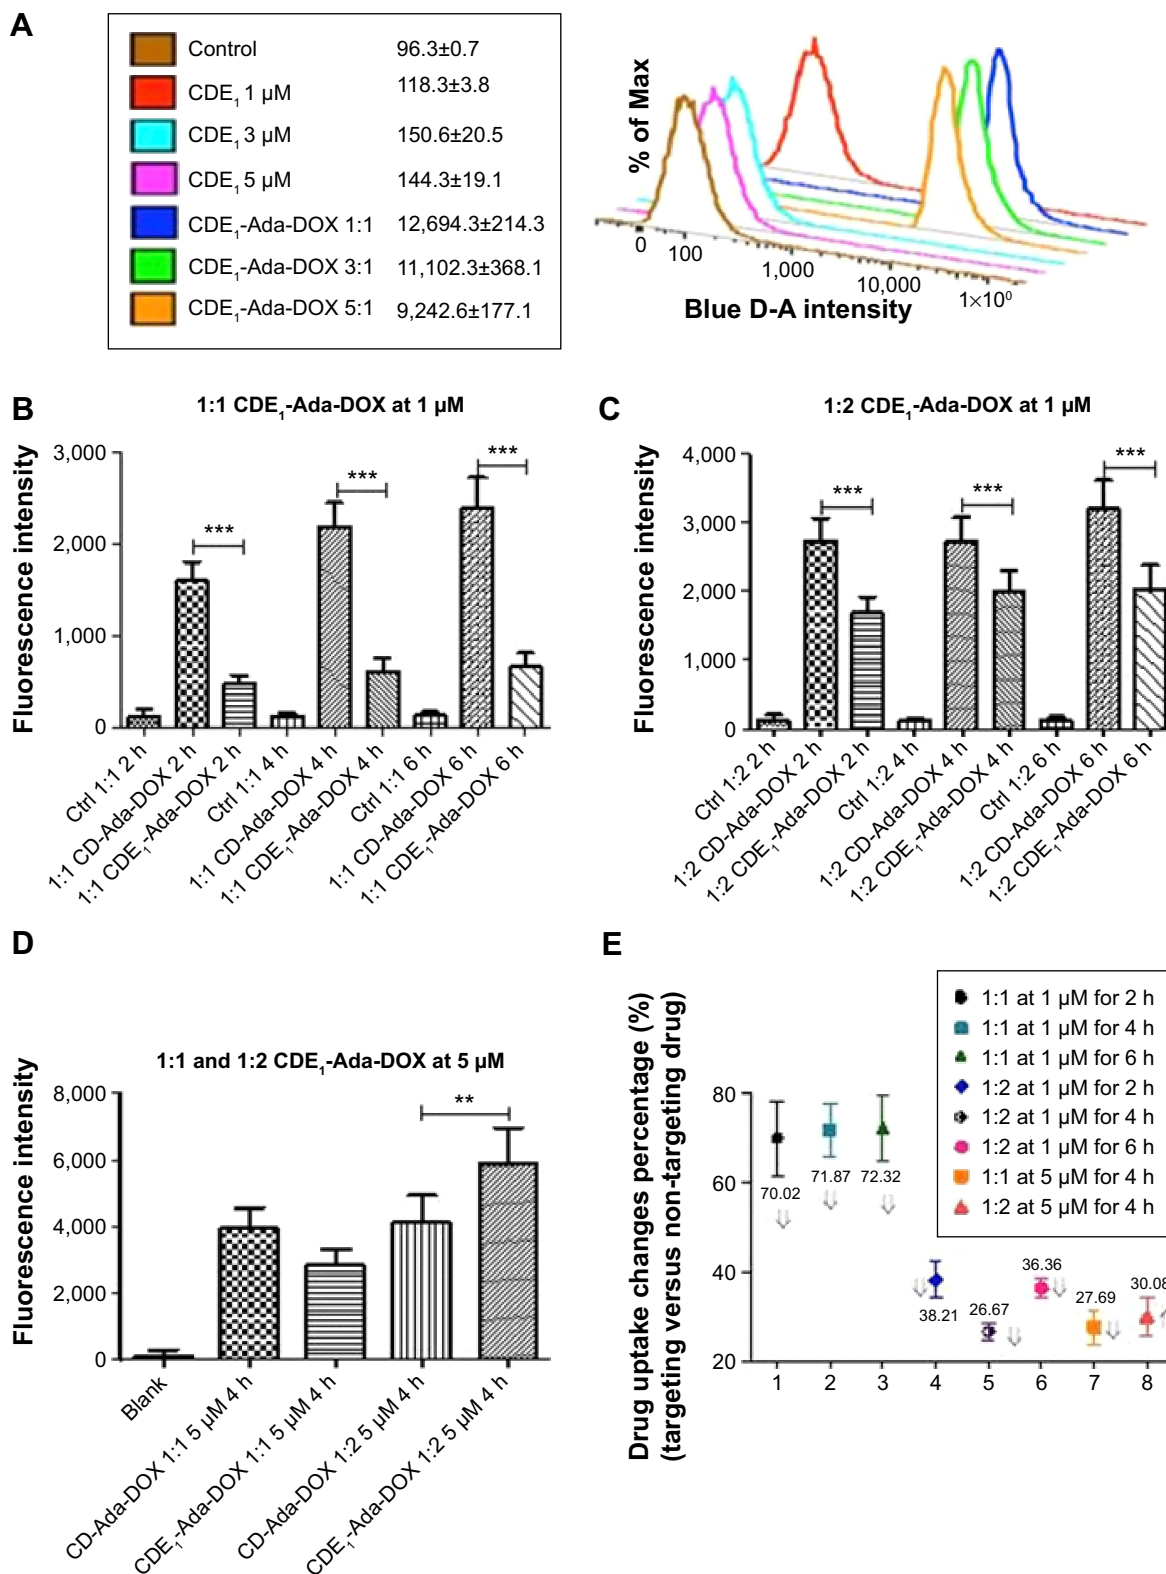 A
Control 96.3±0.7
CDE₁ 1 µM 118.3±3.8
CDE₁ 3 µM 150.6±20.5
CDE₁ 5 µM 144.3±19.1
CDE₁-Ada-DOX 1:1 12,694.3±214.3
CDE₁-Ada-DOX 3:1 11,102.3±368.1
CDE₁-Ada-DOX 5:1 9,242.6±177.1
% of Max
0
100
1,000
10,000
1×10⁰
Blue D-A intensity
B
1:1 CDE₁-Ada-DOX at 1 µM
Fluorescence intensity
3,000
2,000
1,000
0
***
***
***
Ctrl 1:1 2 h
1:1 CD-Ada-DOX 2 h
1:1 CDE₁-Ada-DOX 2 h
Ctrl 1:1 4 h
1:1 CD-Ada-DOX 4 h
1:1 CDE₁-Ada-DOX 4 h
Ctrl 1:1 6 h
1:1 CD-Ada-DOX 6 h
1:1 CDE₁-Ada-DOX 6 h
C
1:2 CDE₁-Ada-DOX at 1 µM
Fluorescence intensity
4,000
3,000
2,000
1,000
0
***
***
***
Ctrl 1:2 2 h
1:2 CD-Ada-DOX 2 h
1:2 CDE₁-Ada-DOX 2 h
Ctrl 1:2 4 h
1:2 CD-Ada-DOX 4 h
1:2 CDE₁-Ada-DOX 4 h
Ctrl 1:2 6 h
1:2 CD-Ada-DOX 6 h
1:2 CDE₁-Ada-DOX 6 h
D
1:1 and 1:2 CDE₁-Ada-DOX at 5 µM
Fluorescence intensity
8,000
6,000
4,000
2,000
0
**
Blank
CD-Ada-DOX 1:1 5 µM 4 h
CDE₁-Ada-DOX 1:1 5 µM 4 h
CD-Ada-DOX 1:2 5 µM 4 h
CDE₁-Ada-DOX 1:2 5 µM 4 h
E
Drug uptake changes percentage (%)
(targeting versus non-targeting drug)
1:1 at 1 µM for 2 h
1:1 at 1 µM for 4 h
1:1 at 1 µM for 6 h
1:2 at 1 µM for 2 h
1:2 at 1 µM for 4 h
1:2 at 1 µM for 6 h
1:1 at 5 µM for 4 h
1:2 at 5 µM for 4 h
80
60
40
20
70.02
71.87
72.32
38.21
26.67
36.36
27.69
30.08
1 2 3 4 5 6 7 8